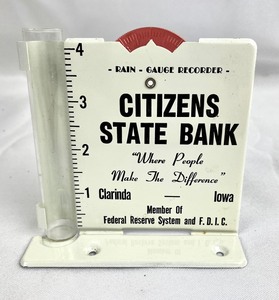 - RAIN - GAUGE RECORDER -
CITIZENS
STATE BANK
"Where People
Make The Difference"
Clarinda — Iowa
Member Of
Federal Reserve System and F. D. I. C.
4
3
2
1